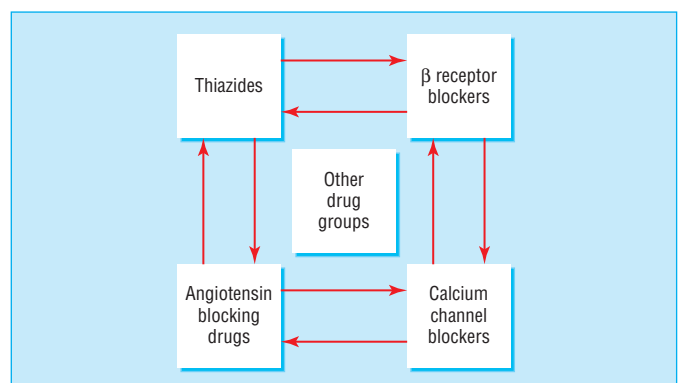 Thiazides
β receptor
blockers
Other
drug
groups
Angiotensin
blocking
drugs
Calcium
channel
blockers